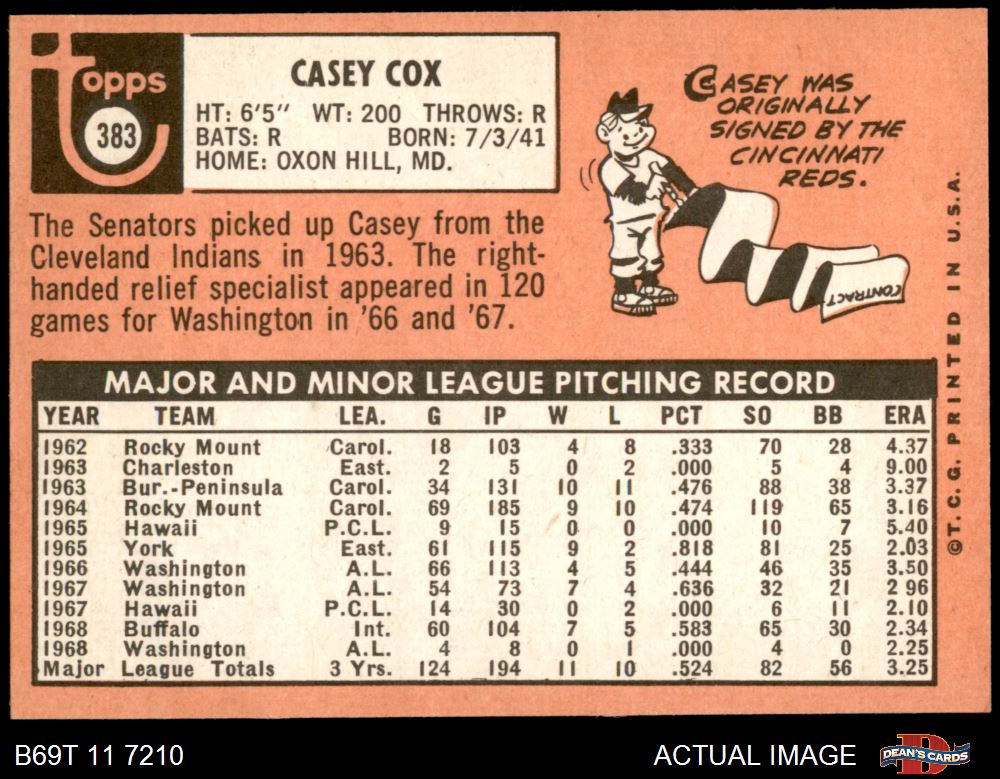 topps
383
CASEY COX
HT: 6'5" WT: 200 THROWS: R
BATS: R BORN: 7/3/41
HOME: OXON HILL, MD.
CASEY WAS
ORIGINALLY
SIGNED BY THE
CINCINNATI
REDS.
CONTRACT
The Senators picked up Casey from the
Cleveland Indians in 1963. The right-
handed relief specialist appeared in 120
games for Washington in '66 and '67.
MAJOR AND MINOR LEAGUE PITCHING RECORD
YEAR TEAM LEA. G IP W L PCT SO BB ERA
1962 Rocky Mount Carol. 18 103 4 8 .333 70 28 4.37
1963 Charleston East. 2 5 0 2 .000 5 4 9.00
1963 Bur.-Peninsula Carol. 34 131 10 11 .476 88 38 3.37
1964 Rocky Mount Carol. 69 185 9 10 .474 119 65 3.16
1965 Hawaii P.C.L. 9 15 0 0 .000 10 7 5.40
1965 York East. 61 115 9 2 .818 81 25 2.03
1966 Washington A.L. 66 113 4 5 .444 46 35 3.50
1967 Washington A.L. 54 73 7 4 .636 32 21 2 96
1967 Hawaii P.C.L. 14 30 0 2 .000 6 11 2.10
1968 Buffalo Int. 60 104 7 5 .583 65 30 2.34
1968 Washington A.L. 4 8 0 1 .000 4 0 2.25
Major League Totals 3 Yrs. 124 194 11 10 .524 82 56 3.25
©T.C.G. PRINTED IN U.S.A.
B69T 11 7210
ACTUAL IMAGE
D
DEAN'S CARDS